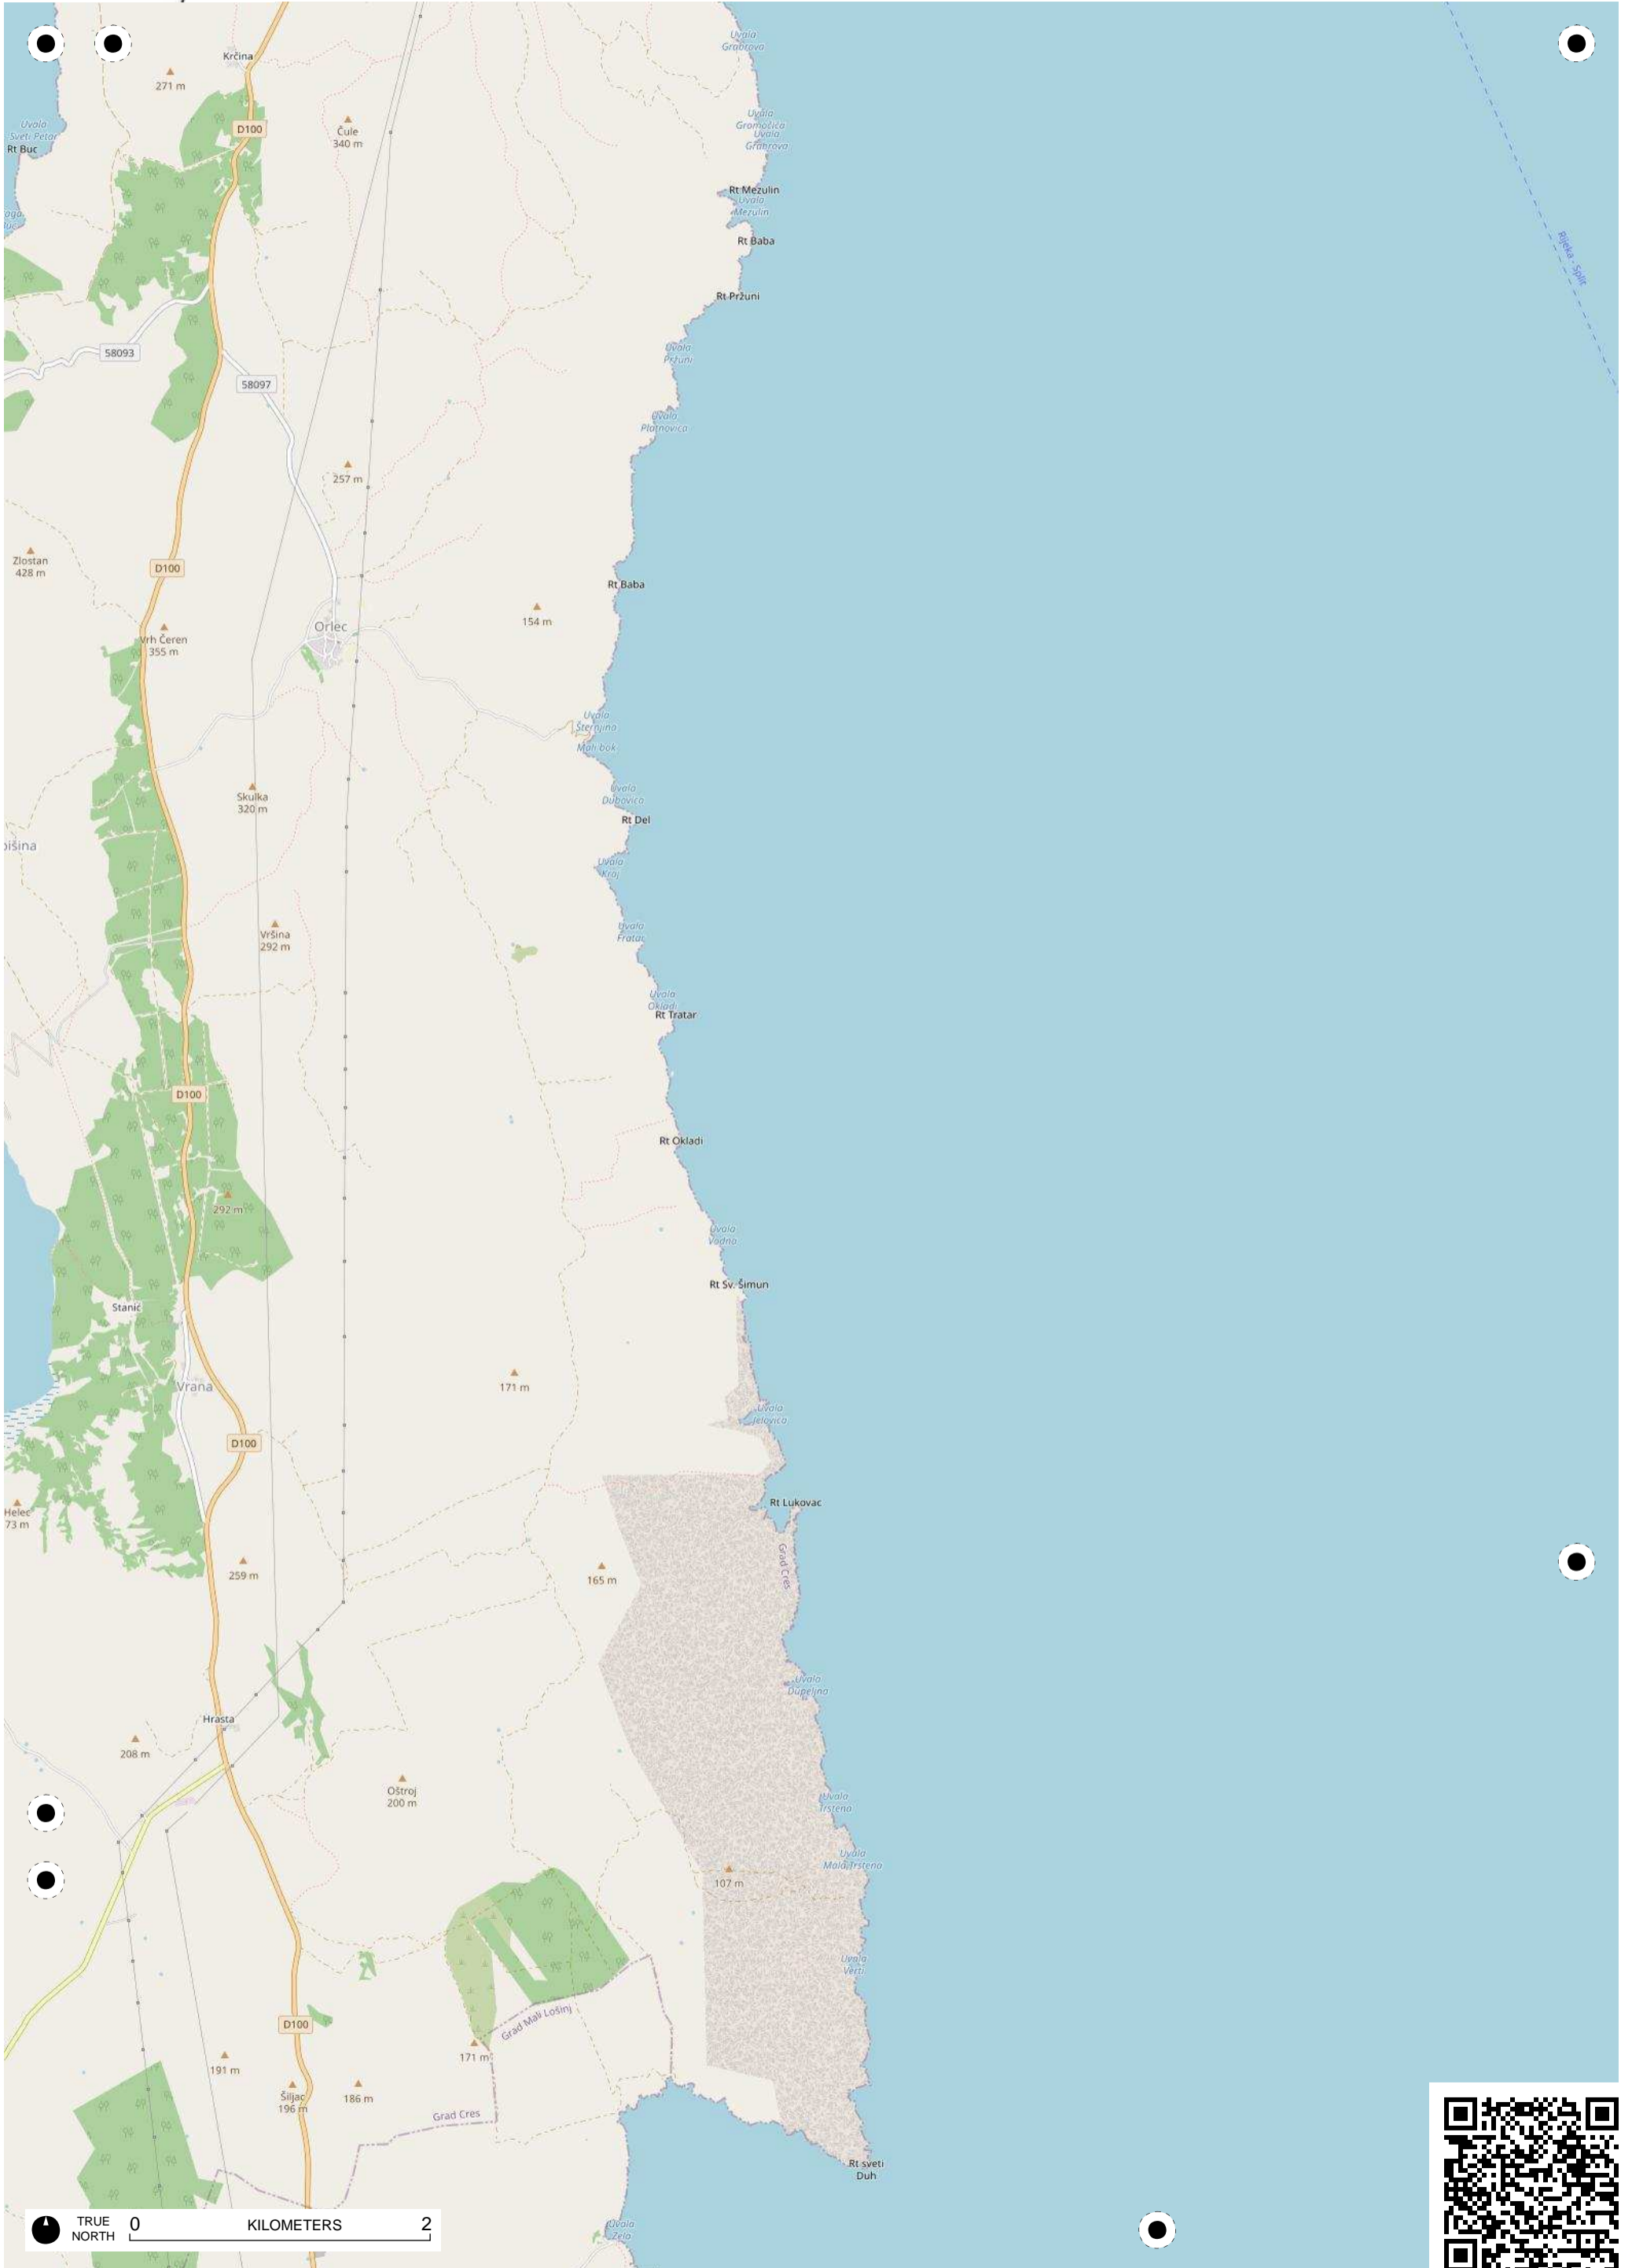 Uvala
Grabrova
Krčina
271 m
Uvala
Sveti Petar
Rt Buc
D100
Čule
340 m
Uvala
Gromočica
Uvala
Grabrova
Rt Mezulin
Uvala
Mezulin
Rt Baba
Rijeka - Split
Rt Pržuni
58093
Uvala
Pržuni
58097
Uvala
Platnovica
257 m
Zlostan
428 m
D100
Rt Baba
154 m
Orlec
Vrh Čeren
355 m
Uvala
Šternjina
Mali bok
Uvala
Dubovica
Skulka
320 m
Rt Del
Uvala
Kraj
Vršina
292 m
Uvala
Fratar
Uvala
Okladi
Rt Tratar
D100
Rt Okladi
292 m
Uvala
Vodna
Rt Sv. Šimun
Stanić
Vrana
171 m
Uvala
Jelovica
D100
Helec
73 m
Rt Lukovac
Grad Cres
259 m
165 m
Uvala
Dupeljna
Hrasta
208 m
Oštroj
200 m
Uvala
Trstena
Uvala
Mala Trstena
107 m
Uvala
Verti
Grad Mali Lošinj
D100
171 m
191 m
Šiljac
196 m
186 m
Grad Cres
Rt sveti
Duh
TRUE
NORTH
0 KILOMETERS 2
Uvala
Zela